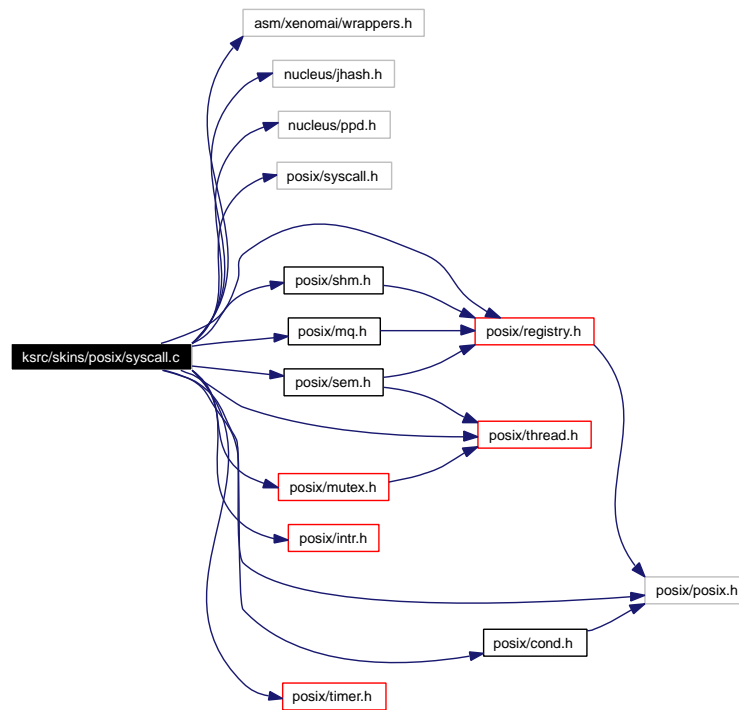 asm/xenomai/wrappers.h
nucleus/jhash.h
nucleus/ppd.h
posix/syscall.h
posix/shm.h
posix/mq.h
posix/registry.h
ksrc/skins/posix/syscall.c
posix/sem.h
posix/thread.h
posix/mutex.h
posix/intr.h
posix/posix.h
posix/cond.h
posix/timer.h